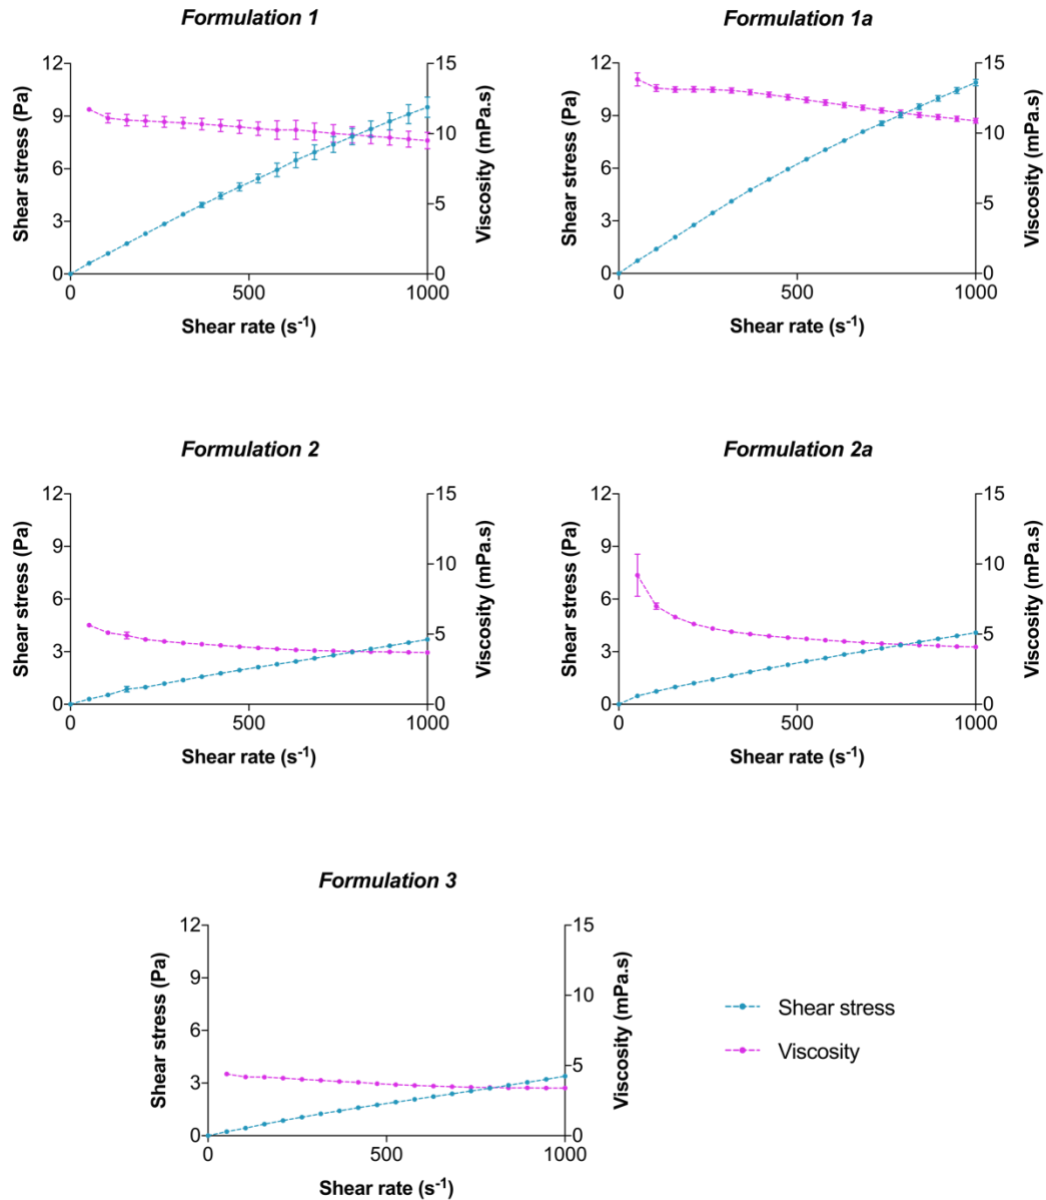 Formulation 1
Formulation 1a
12
9
6
3
0
Shear stress (Pa)
15
10
5
0
Viscosity (mPa.s)
0
500
1000
Shear rate (s⁻¹)
12
9
6
3
0
Shear stress (Pa)
15
10
5
0
Viscosity (mPa.s)
0
500
1000
Shear rate (s⁻¹)
Formulation 2
Formulation 2a
12
9
6
3
0
Shear stress (Pa)
15
10
5
0
Viscosity (mPa.s)
0
500
1000
Shear rate (s⁻¹)
12
9
6
3
0
Shear stress (Pa)
15
10
5
0
Viscosity (mPa.s)
0
500
1000
Shear rate (s⁻¹)
Formulation 3
12
9
6
3
0
Shear stress (Pa)
15
10
5
0
Viscosity (mPa.s)
0
500
1000
Shear rate (s⁻¹)
Shear stress
Viscosity